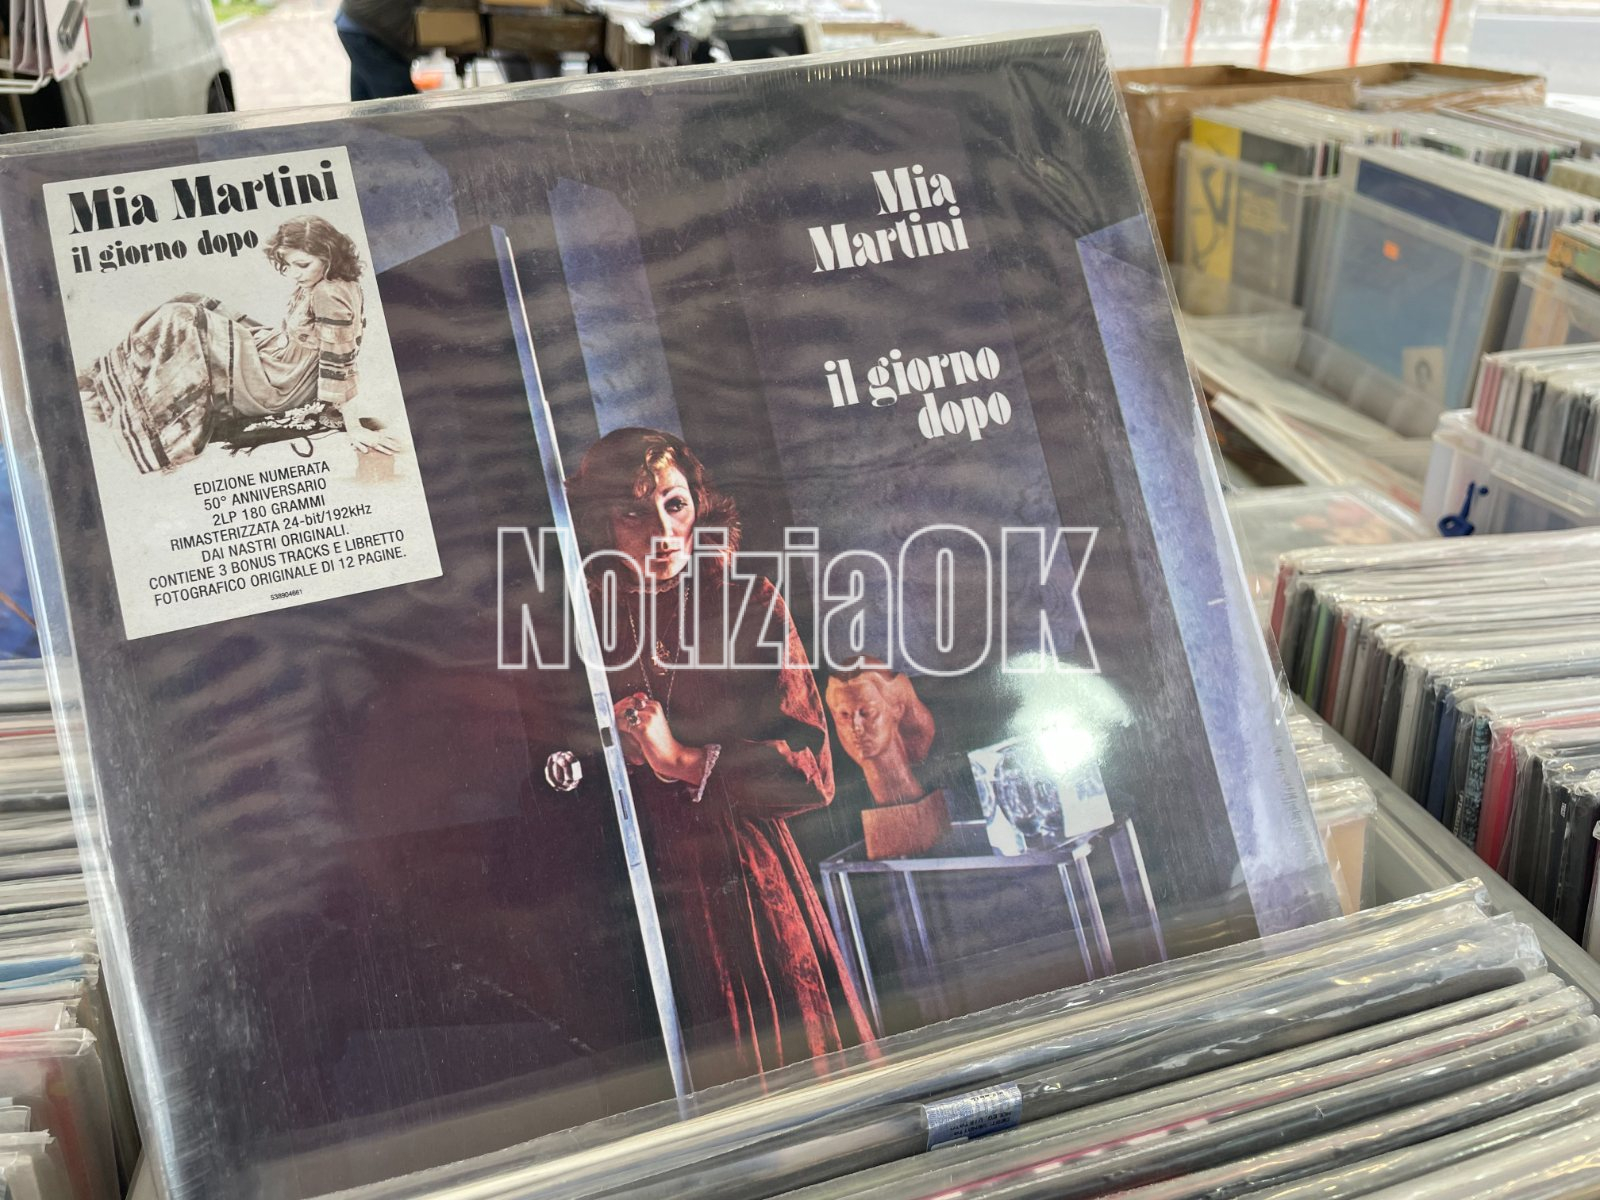 Mia Martini
il giorno dopo
EDIZIONE NUMERATA
50° ANNIVERSARIO
2LP 180 GRAMMI
RIMASTERIZZATA 24-bit/192kHz
DAI NASTRI ORIGINALI.
CONTIENE 3 BONUS TRACKS E LIBRETTO
FOTOGRAFICO ORIGINALE DI 12 PAGINE.
538904661
Mia
Martini
il giorno
dopo
NotiziaOK